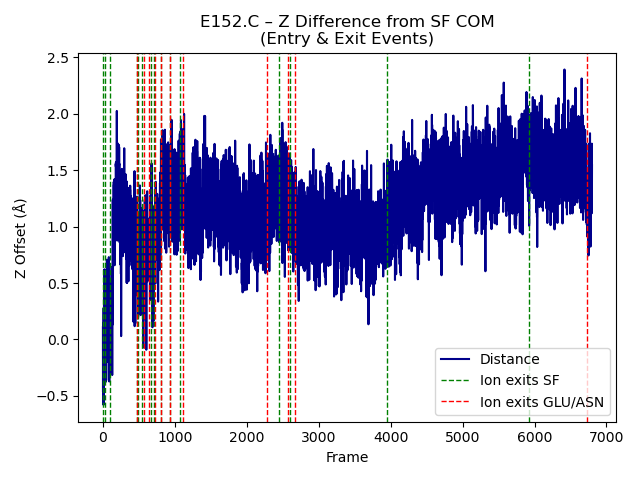 E152.C – Z Difference from SF COM
(Entry & Exit Events)
2.5
2.0
1.5
1.0
0.5
0.0
−0.5
Z Offset (Å)
Distance
Ion exits SF
Ion exits GLU/ASN
0
1000
2000
3000
4000
5000
6000
7000
Frame